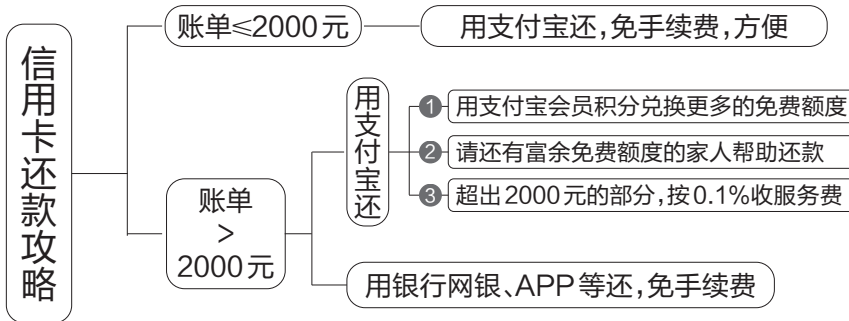 信用卡还款攻略
账单≤2000元
用支付宝还,免手续费,方便
账单
>
2000元
用支付宝还
1 用支付宝会员积分兑换更多的免费额度
2 请还有富余免费额度的家人帮助还款
3 超出2000元的部分,按0.1%收服务费
用银行网银、APP等还,免手续费